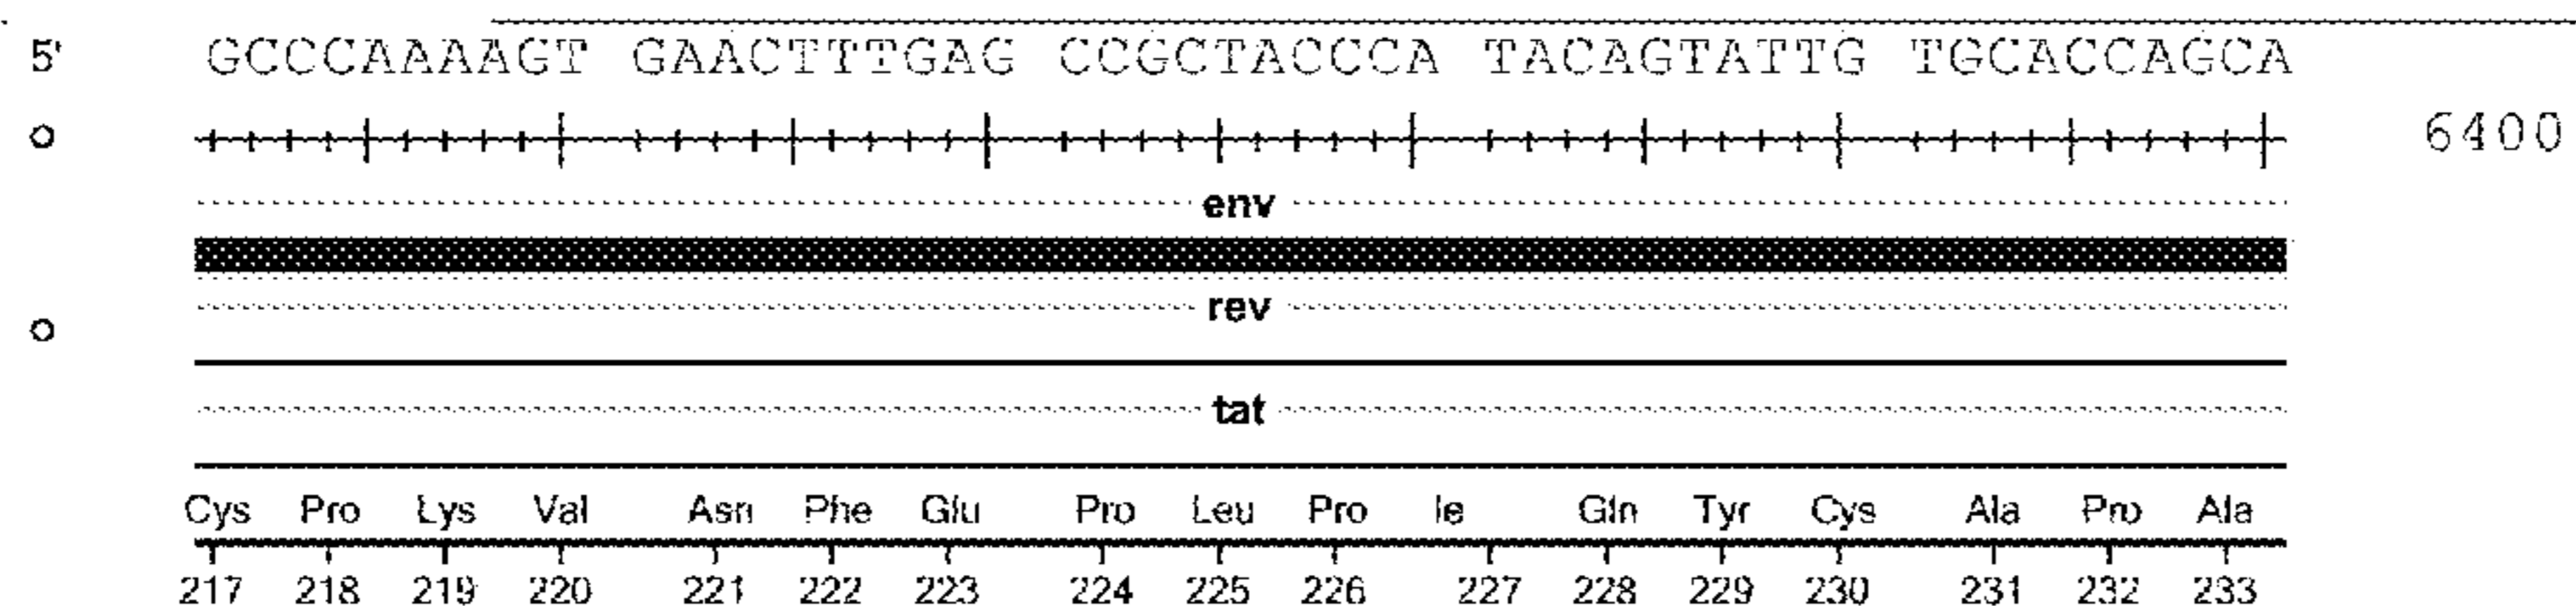 5' GCCCAAAAGT GAACTTTGAG CCGCTACCCA TACAGTATTG TGCACCAGCA
6400
env
rev
tat
Cys Pro Lys Val Asn Phe Glu Pro Leu Pro Ie Gln Tyr Cys Ala Pro Ala
217 218 219 220 221 222 223 224 225 226 227 228 229 230 231 232 233